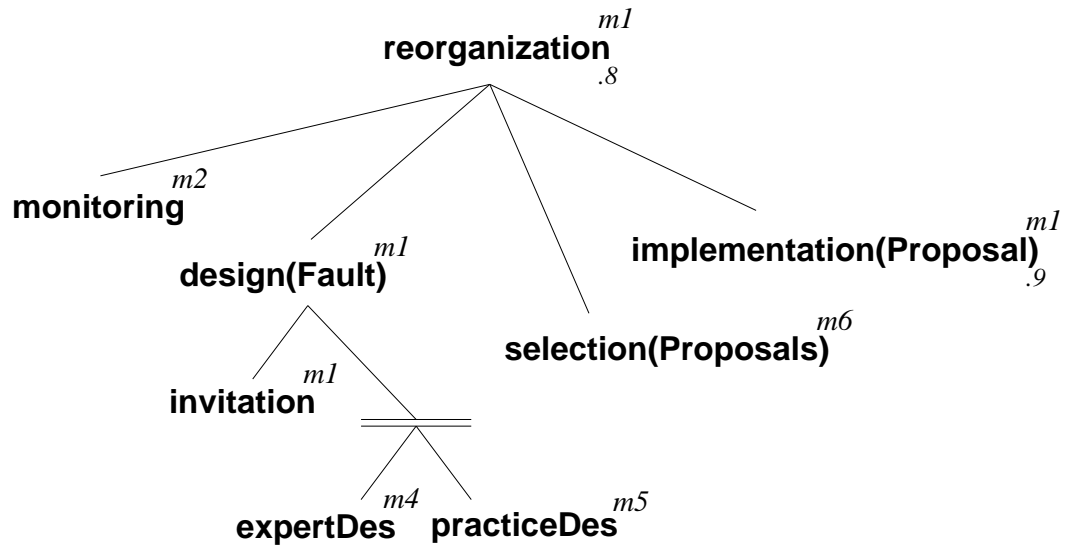 reorganization m1 .8
monitoring m2
design(Fault) m1
implementation(Proposal) m1 .9
selection(Proposals) m6
invitation m1
expertDes m4
practiceDes m5